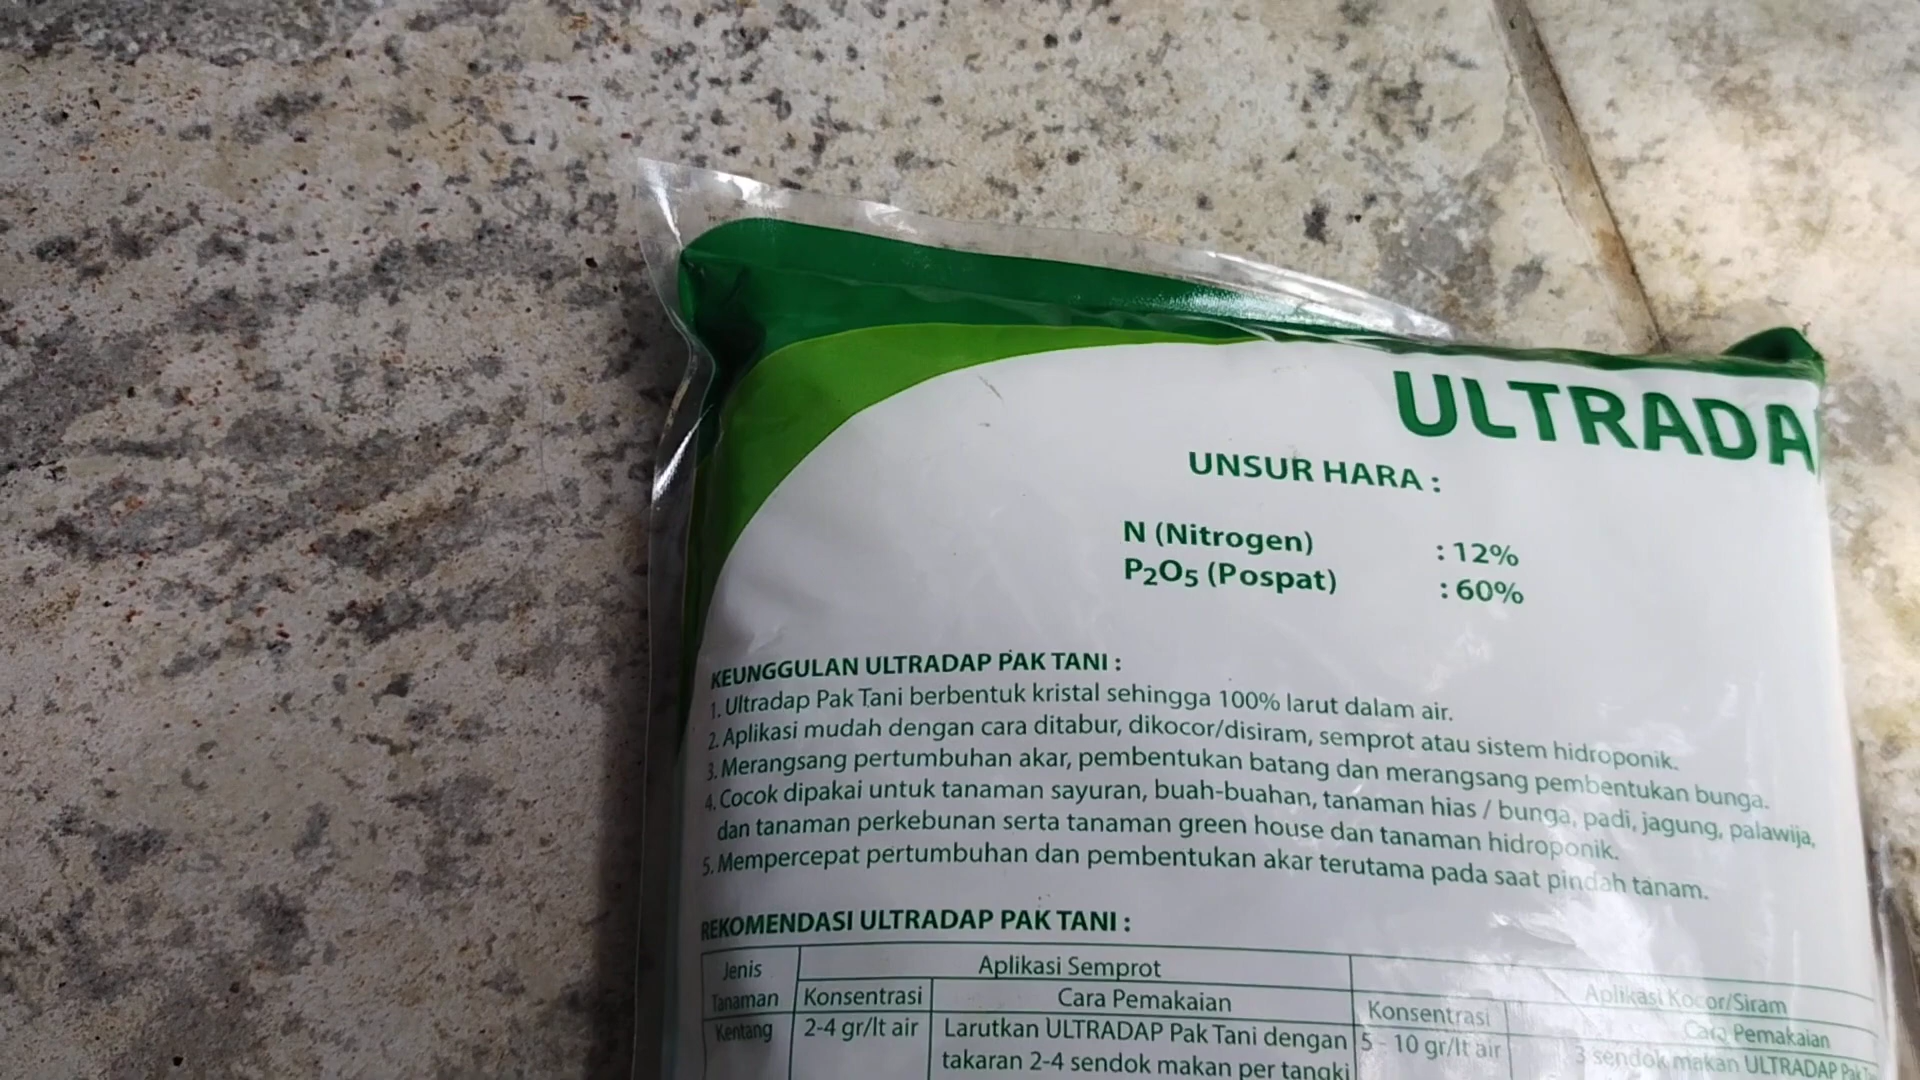 ULTRADA
UNSUR HARA :
N (Nitrogen) : 12%
P2O5 (Pospat) : 60%
KEUNGGULAN ULTRADAP PAK TANI :
1. Ultradap Pak Tani berbentuk kristal sehingga 100% larut dalam air.
2. Aplikasi mudah dengan cara ditabur, dikocor/disiram, semprot atau sistem hidroponik.
3. Merangsang pertumbuhan akar, pembentukan batang dan merangsang pembentukan bunga.
4. Cocok dipakai untuk tanaman sayuran, buah-buahan, tanaman hias / bunga, padi, jagung, palawija,
dan tanaman perkebunan serta tanaman green house dan tanaman hidroponik.
5. Mempercepat pertumbuhan dan pembentukan akar terutama pada saat pindah tanam.
REKOMENDASI ULTRADAP PAK TANI :
Jenis Tanaman
Aplikasi Semprot
Aplikasi Kocor/Siram
Konsentrasi
Cara Pemakaian
Konsentrasi
Cara Pemakaian
Kentang
2-4 gr/lt air
Larutkan ULTRADAP Pak Tani dengan
takaran 2-4 sendok makan per tangki
5 - 10 gr/lt air
3 sendok makan ULTRADAP Pak